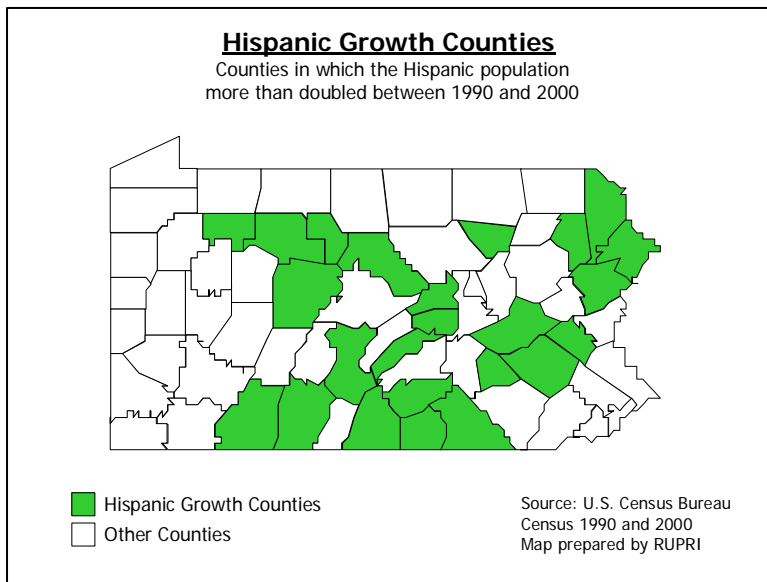 Hispanic Growth Counties
Counties in which the Hispanic population
more than doubled between 1990 and 2000
Hispanic Growth Counties
Other Counties
Source: U.S. Census Bureau
Census 1990 and 2000
Map prepared by RUPRI